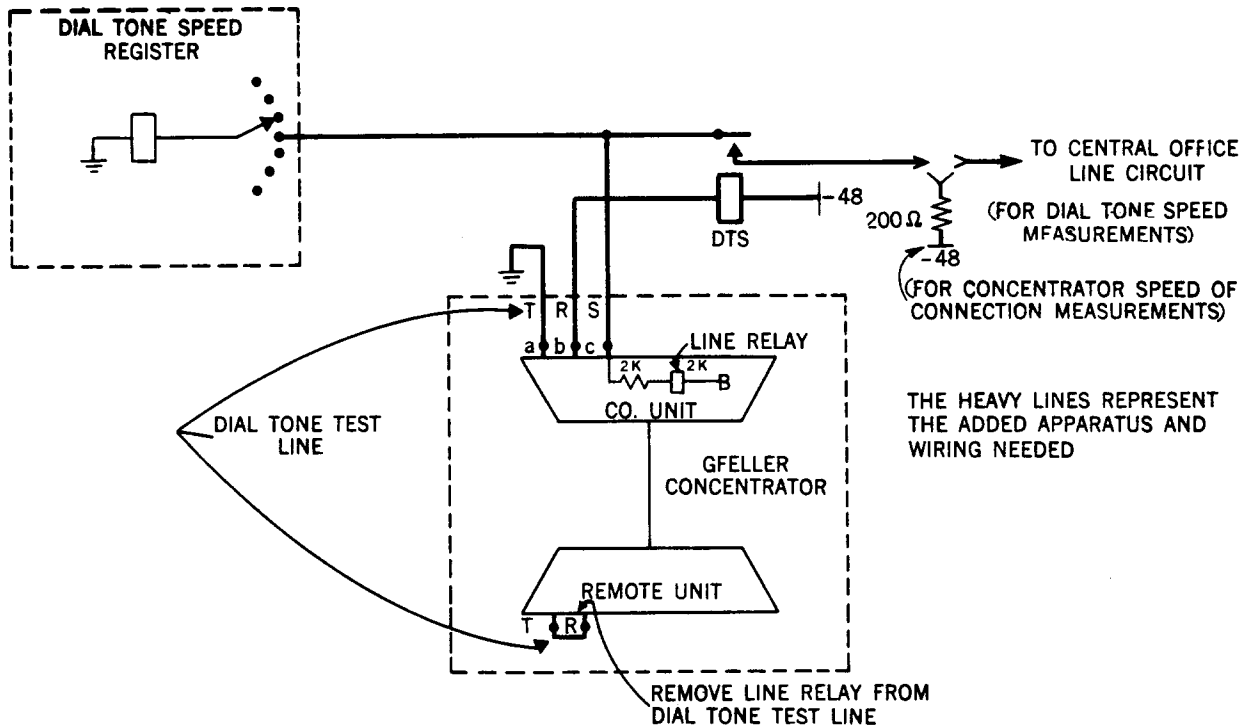 DIAL TONE SPEED
REGISTER
TO CENTRAL OFFICE
LINE CIRCUIT
(FOR DIAL TONE SPEED
MFASUREMENTS)
-48
DTS
200Ω
-48
(FOR CONCENTRATOR SPEED OF
CONNECTION MEASUREMENTS)
T R S
a b c
LINE RELAY
2K 2K
B
CO. UNIT
THE HEAVY LINES REPRESENT
THE ADDED APPARATUS AND
WIRING NEEDED
DIAL TONE TEST
LINE
GFELLER
CONCENTRATOR
REMOTE UNIT
T R
REMOVE LINE RELAY FROM
DIAL TONE TEST LINE